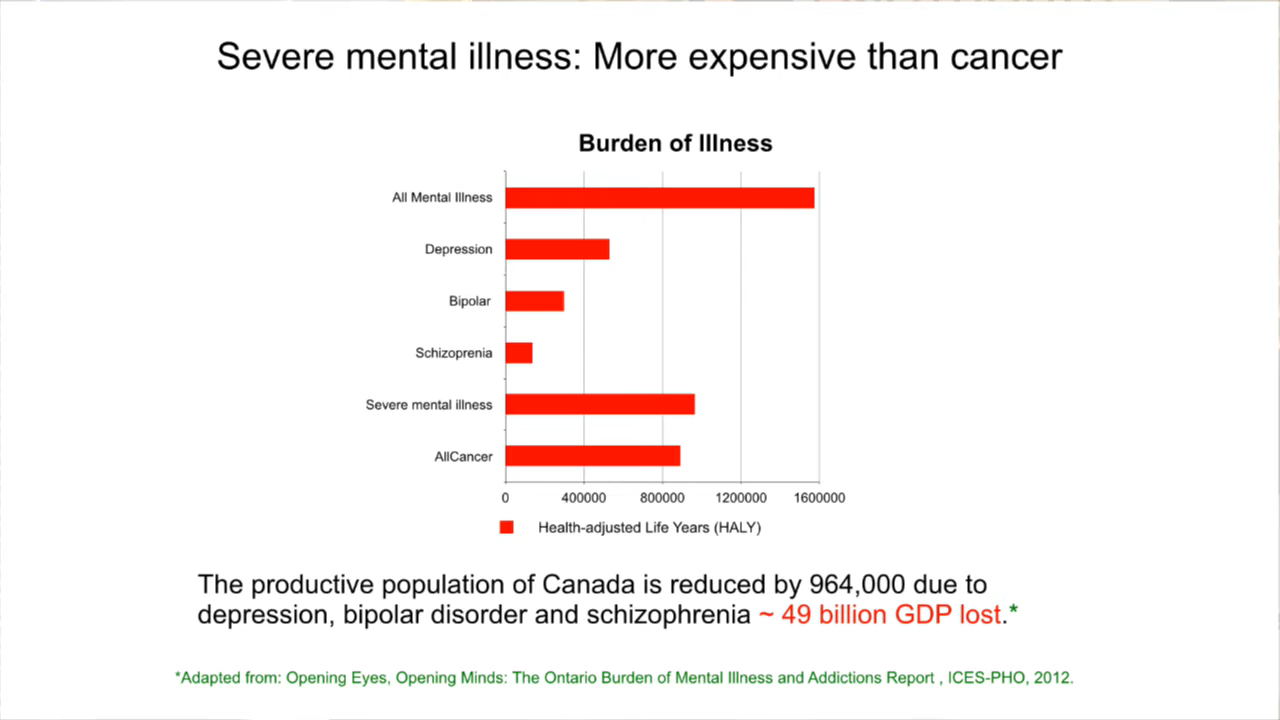 Severe mental illness: More expensive than cancer
Burden of Illness
All Mental Illness
Depression
Bipolar
Schizoprenia
Severe mental illness
AllCancer
0 400000 800000 1200000 1600000
Health-adjusted Life Years (HALY)
The productive population of Canada is reduced by 964,000 due to
depression, bipolar disorder and schizophrenia ~ 49 billion GDP lost.*
*Adapted from: Opening Eyes, Opening Minds: The Ontario Burden of Mental Illness and Addictions Report , ICES-PHO, 2012.